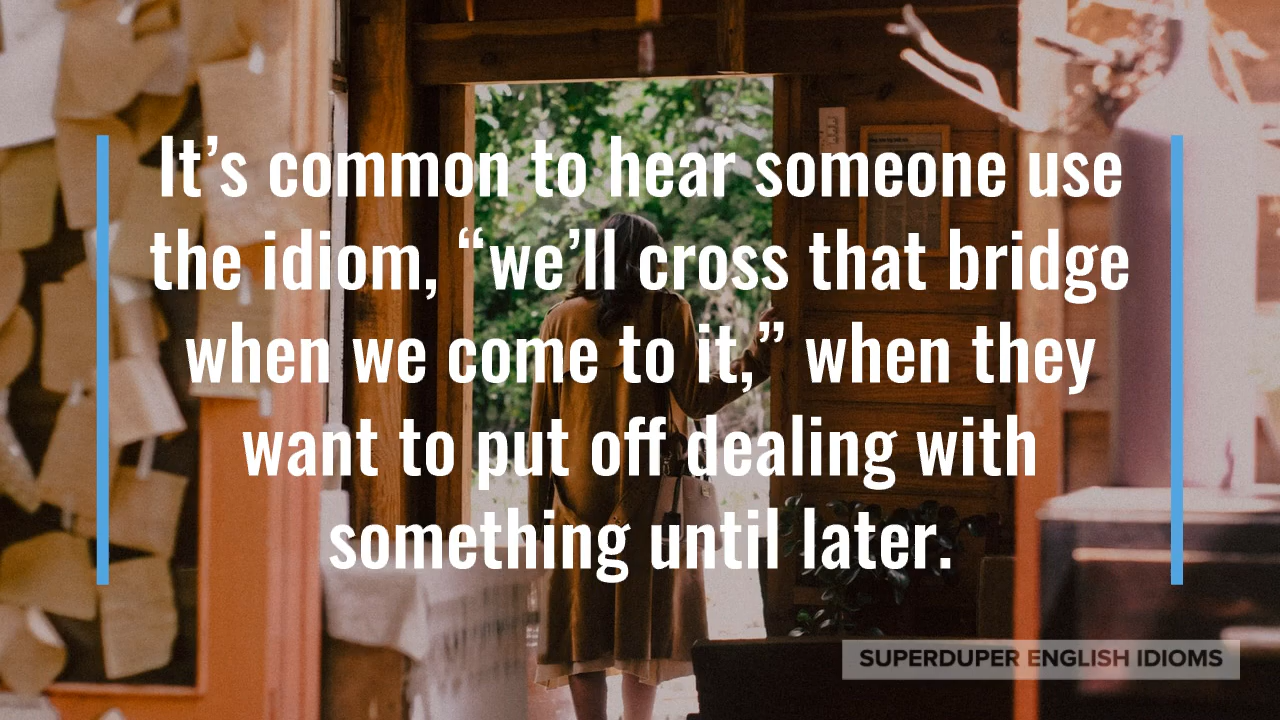 It’s common to hear someone use
the idiom, “we’ll cross that bridge
when we come to it,” when they
want to put off dealing with
something until later.
SUPERDUPER ENGLISH IDIOMS